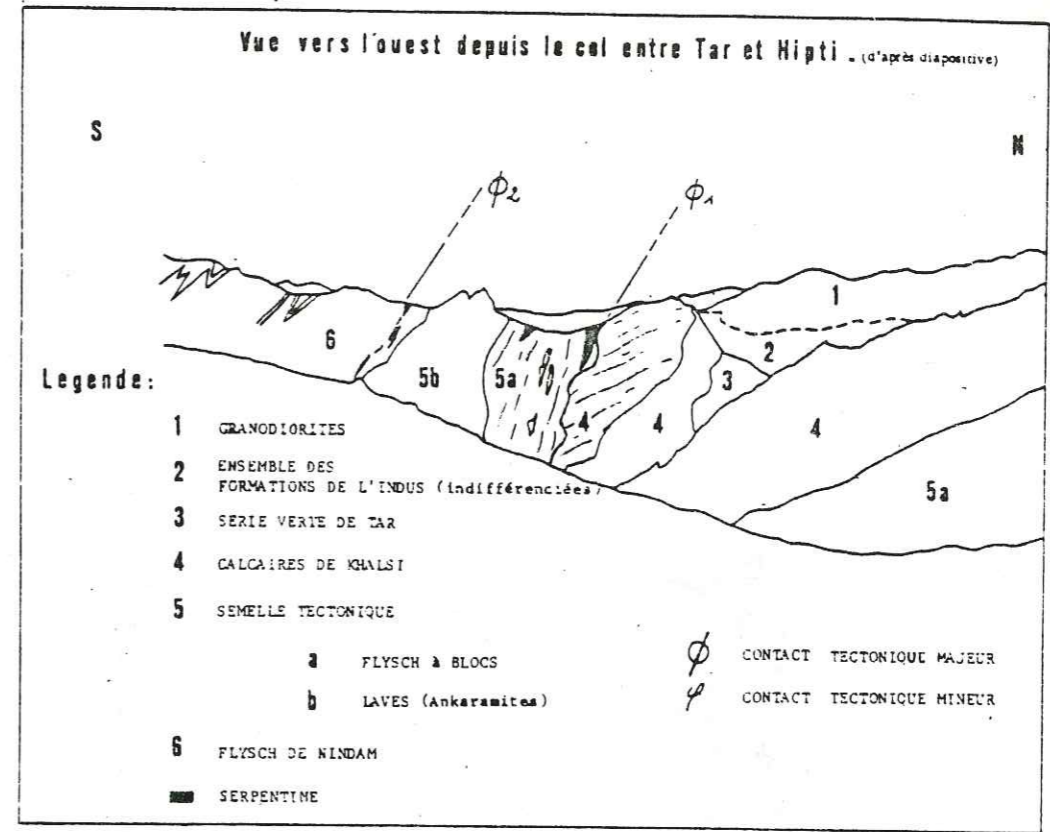 Vue vers l'ouest depuis le col entre Tar et Hipti . (d'après diapositive)
S
N
ϕ2
ϕ1
1
6
2
5b
5a
3
4
4
4
5a
Legende:
1 GRANODIORITES
2 ENSEMBLE DES
FORMATIONS DE L'INDUS (indifférenciées)
3 SERIE VERTE DE TAR
4 CALCAIRES DE KHALSI
5 SEMELLE TECTONIQUE
a FLYSCH à BLOCS
b LAVES (Ankaramites)
ϕ CONTACT TECTONIQUE MAJEUR
φ CONTACT TECTONIQUE MINEUR
6 FLYSCH DE NINDAM
SERPENTINE